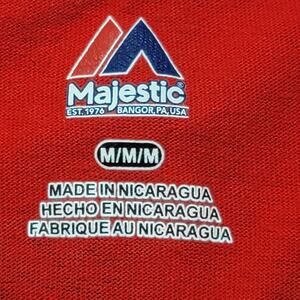 Majestic
EST. 1976 BANGOR, PA, USA
M/M/M
MADE IN NICARAGUA
HECHO EN NICARAGUA
FABRIQUE AU NICARAGUA